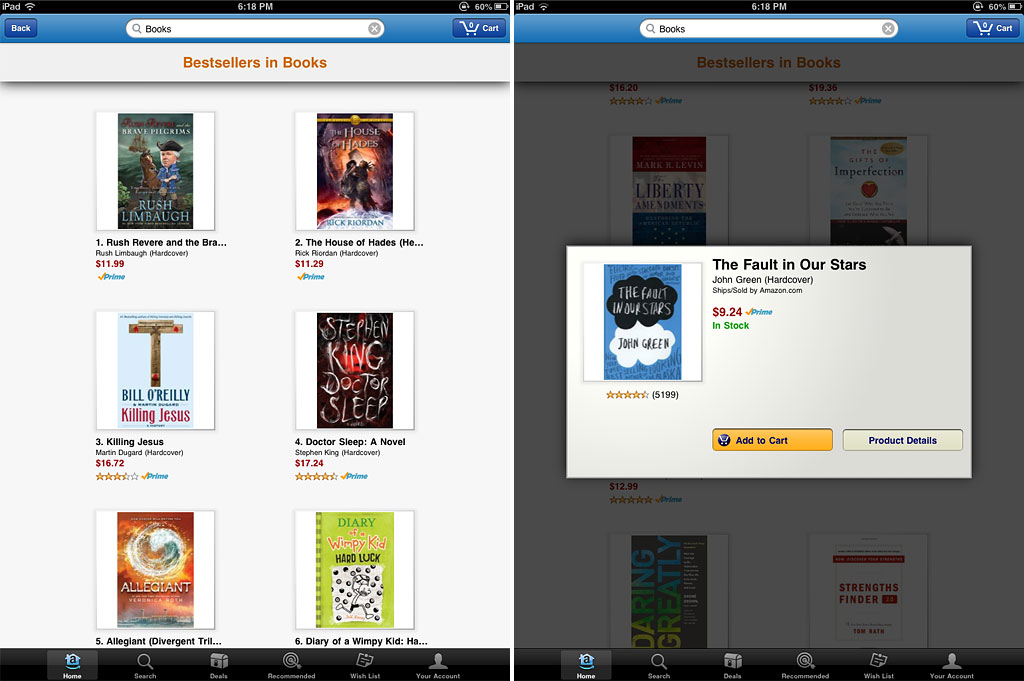 iPad 6:18 PM 60%
Back Books 0 Cart
Bestsellers in Books
RUSH REVERE and the
BRAVE PILGRIMS
RUSH
LIMBAUGH
1. Rush Revere and the Bra...
Rush Limbaugh (Hardcover)
$11.99
Prime
THE HOUSE
OF HADES
RICK RIORDAN
2. The House of Hades (He...
Rick Riordan (Hardcover)
$11.29
Prime
BILL O'REILLY
& MARTIN DUGARD
Killing Jesus
A HISTORY
3. Killing Jesus
Martin Dugard (Hardcover)
$16.72
Prime
STEPHEN
KING
DOCTOR
SLEEP
4. Doctor Sleep: A Novel
Stephen King (Hardcover)
$17.24
Prime
ALLEGIANT
VERONICA ROTH
5. Allegiant (Divergent Tril...
DIARY
of a
Wimpy Kid
HARD LUCK
6. Diary of a Wimpy Kid: Ha...
Home Search Deals Recommended Wish List Your Account
iPad 6:18 PM 60%
Books 0 Cart
Bestsellers in Books
$16.20
Prime
$19.36
Prime
MARK R. LEVIN
The
LIBERTY
AMENDMENTS
THE
GIFTS OF
Imperfection
THE FAULT
IN OUR STARS
JOHN GREEN
(5199)
The Fault in Our Stars
John Green (Hardcover)
Ships/Sold by Amazon.com
$9.24 Prime
In Stock
Add to Cart Product Details
$12.99
Prime
DARING
GREATLY
STRENGTHS
FINDER 2.0
TOM RATH
Home Search Deals Recommended Wish List Your Account